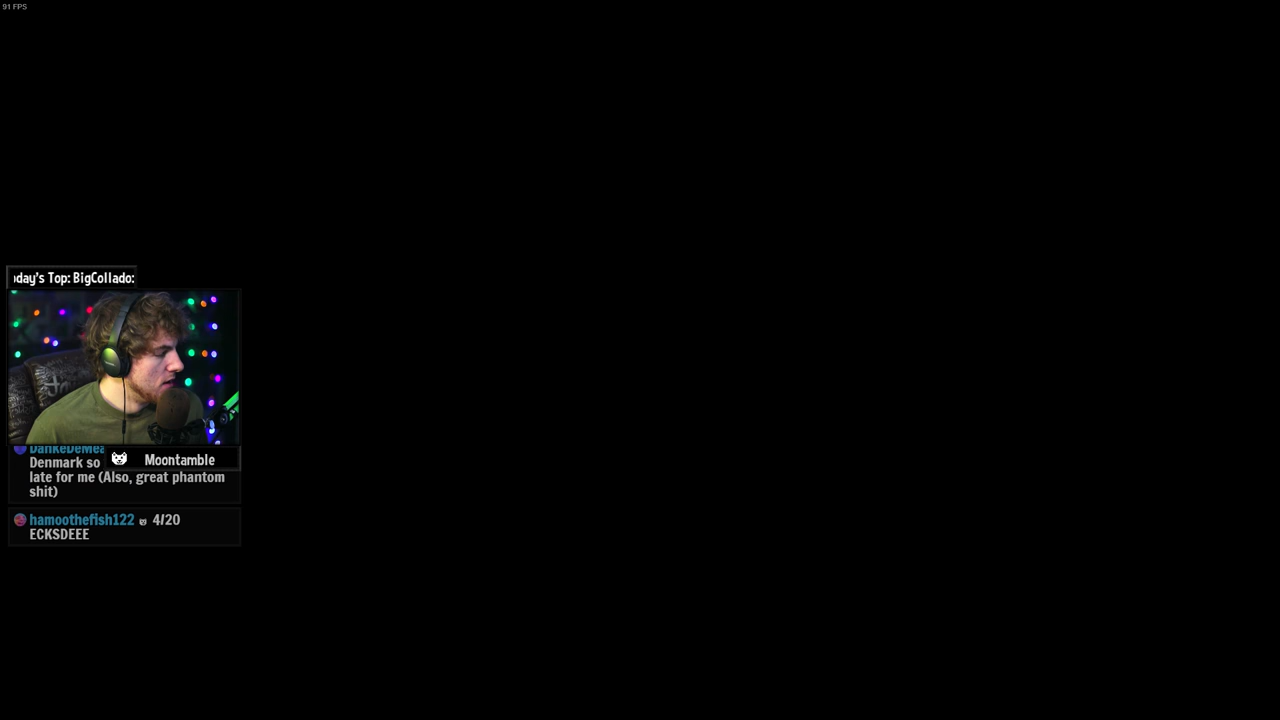 91 FPS
day's Top: BigCollado:
DankeDeMea
Denmark so
Moontamble
late for me (Also, great phantom
shit)
hamoothefish122 4/20
ECKSDEEE